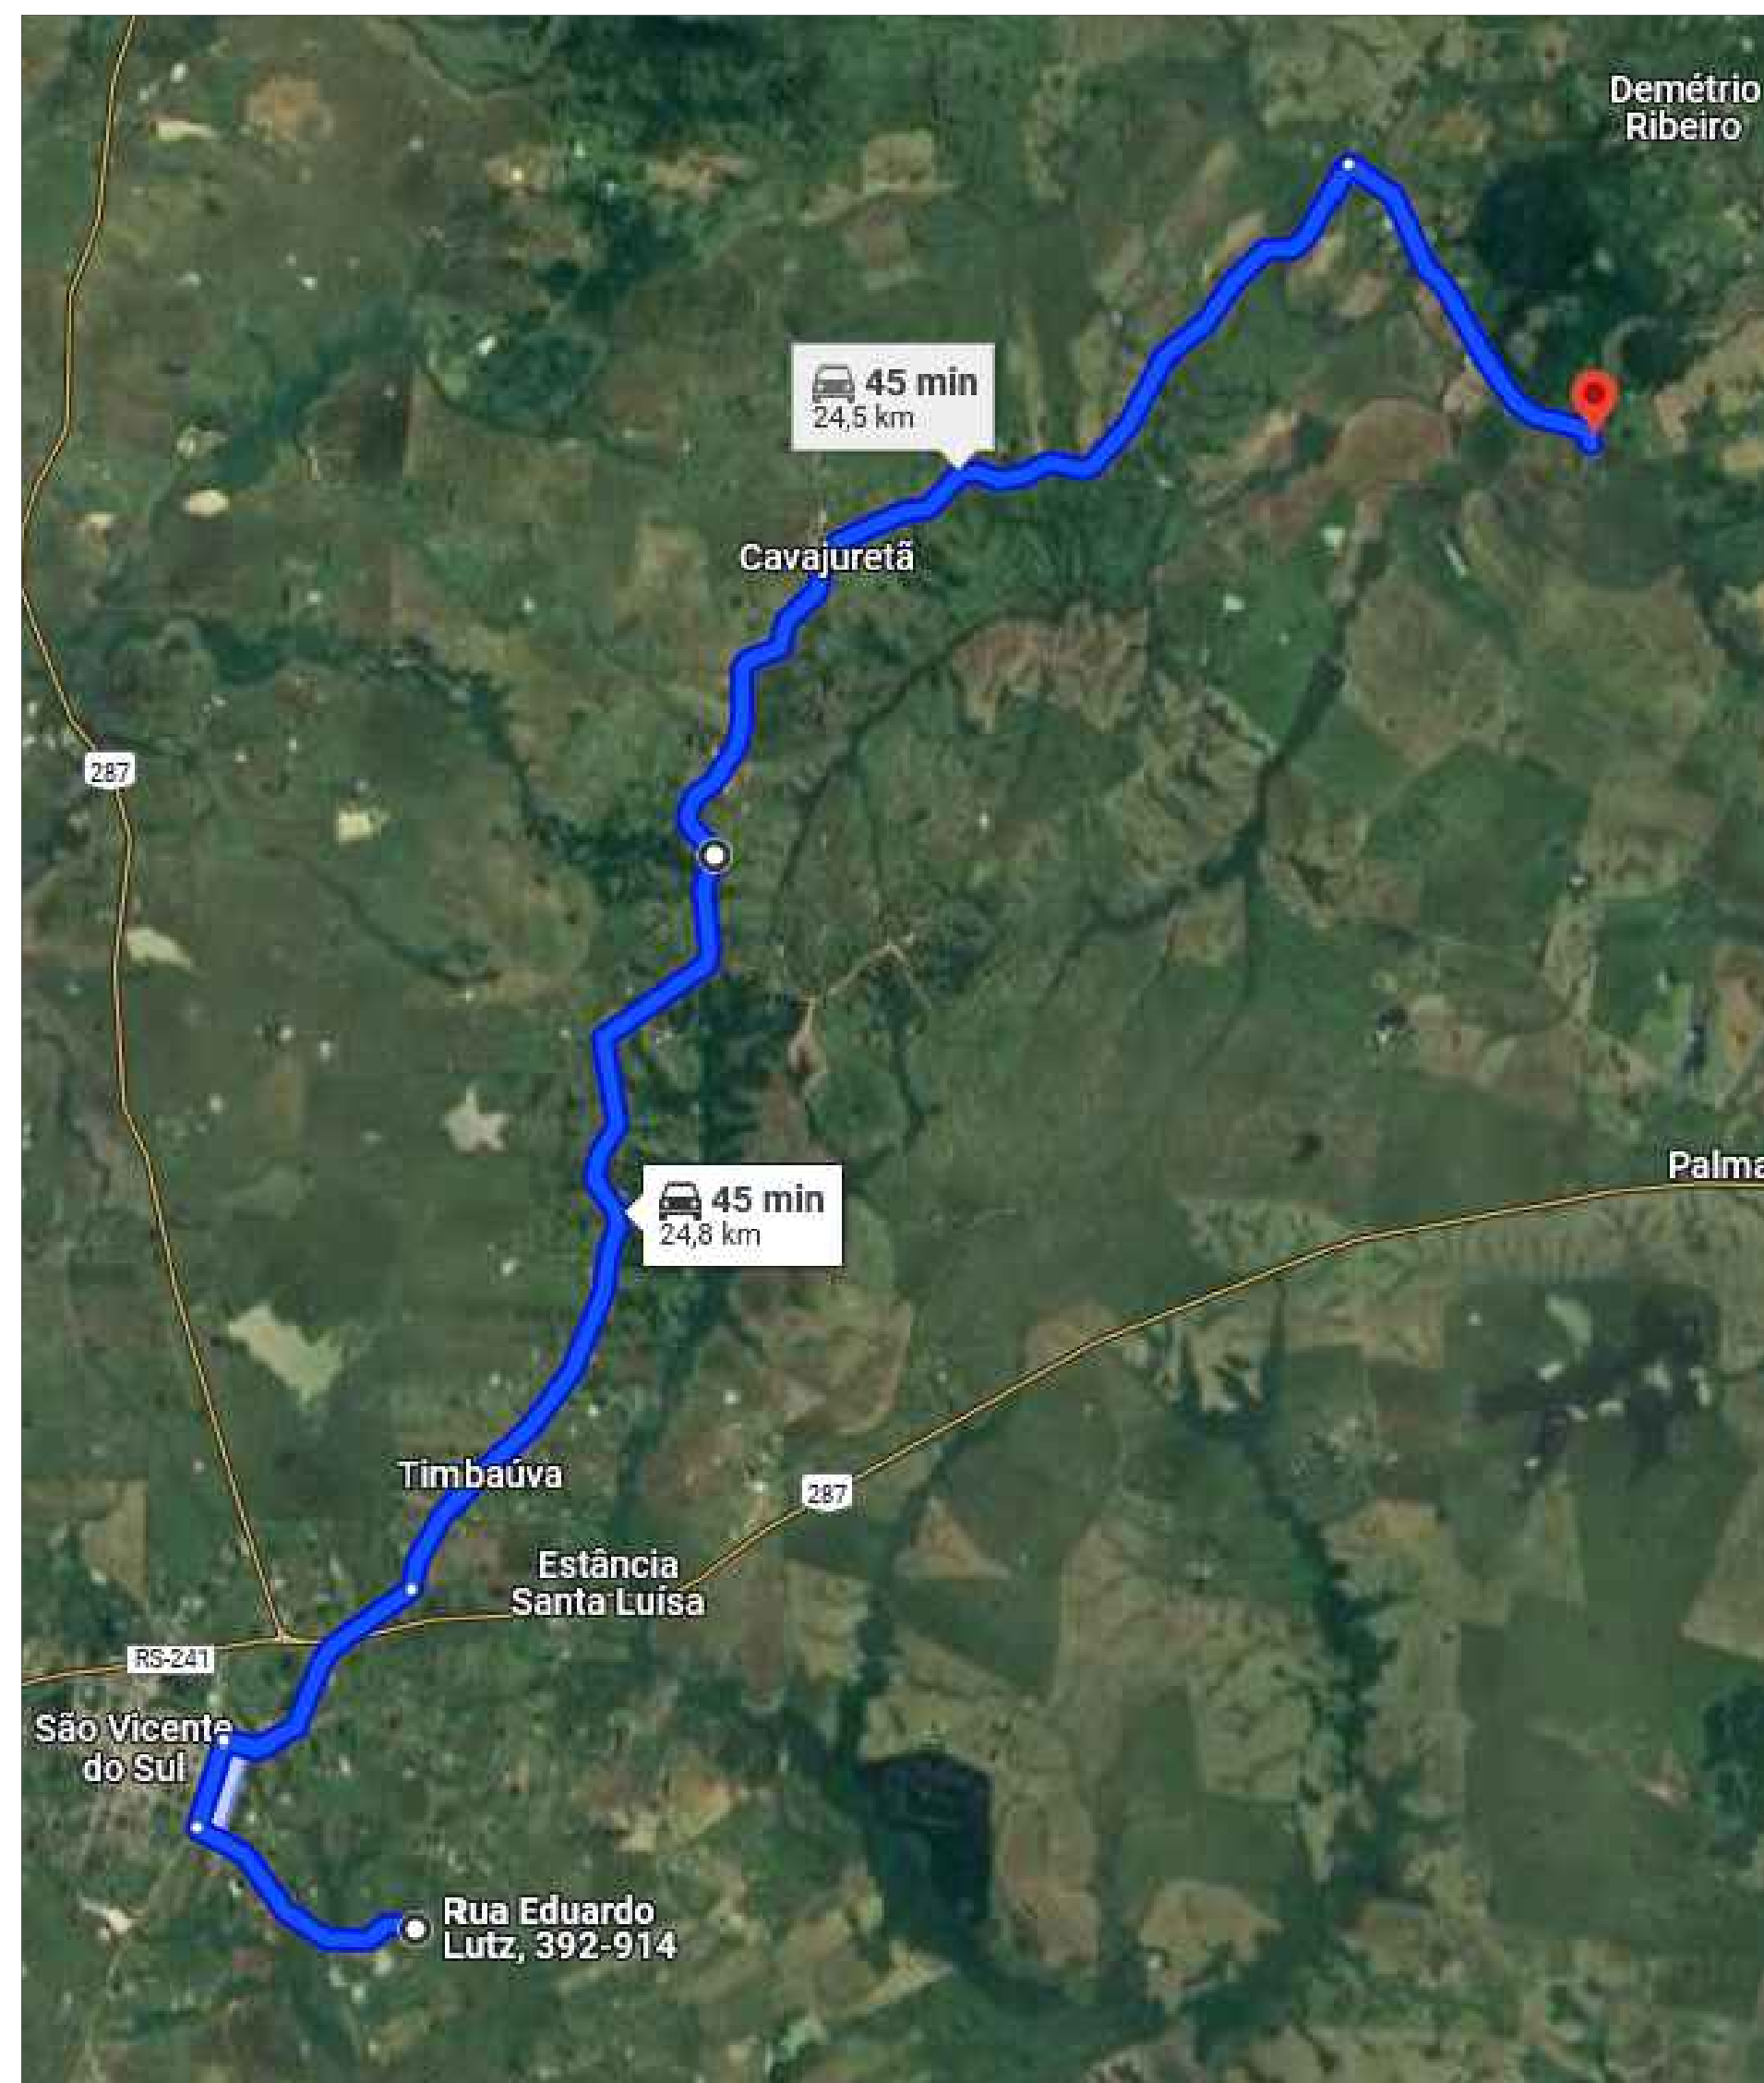 Demétrio
Ribeiro
45 min
24,5 km
Cavajuretã
287
Palma
45 min
24,8 km
Timbaúva
287
Estância
Santa Luísa
RS-241
São Vicente
do Sul
Rua Eduardo
Lutz, 392-914